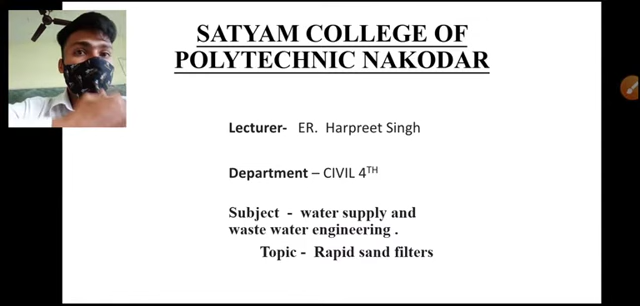 SATYAM COLLEGE OF
POLYTECHNIC NAKODAR
Lecturer- ER. Harpreet Singh
Department – CIVIL 4TH
Subject - water supply and
waste water engineering .
Topic - Rapid sand filters